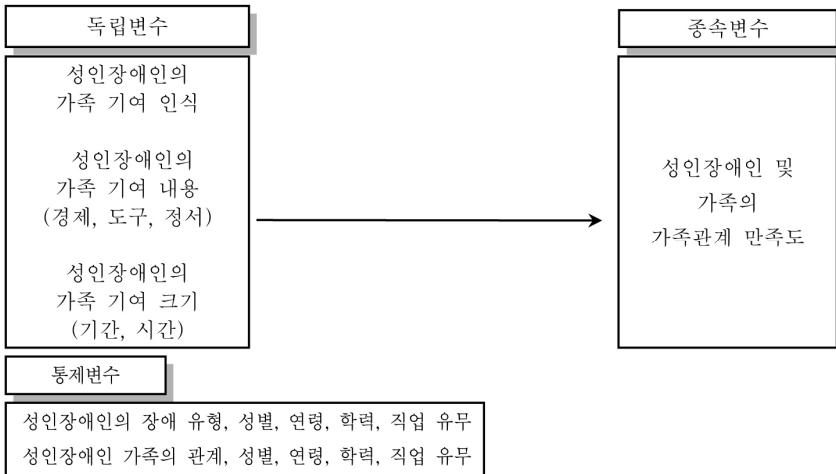 독립변수
성인장애인의
가족 기여 인식
성인장애인의
가족 기여 내용
(경제, 도구, 정서)
성인장애인의
가족 기여 크기
(기간, 시간)
종속변수
성인장애인 및
가족의
가족관계 만족도
통제변수
성인장애인의 장애 유형, 성별, 연령, 학력, 직업 유무
성인장애인 가족의 관계, 성별, 연령, 학력, 직업 유무